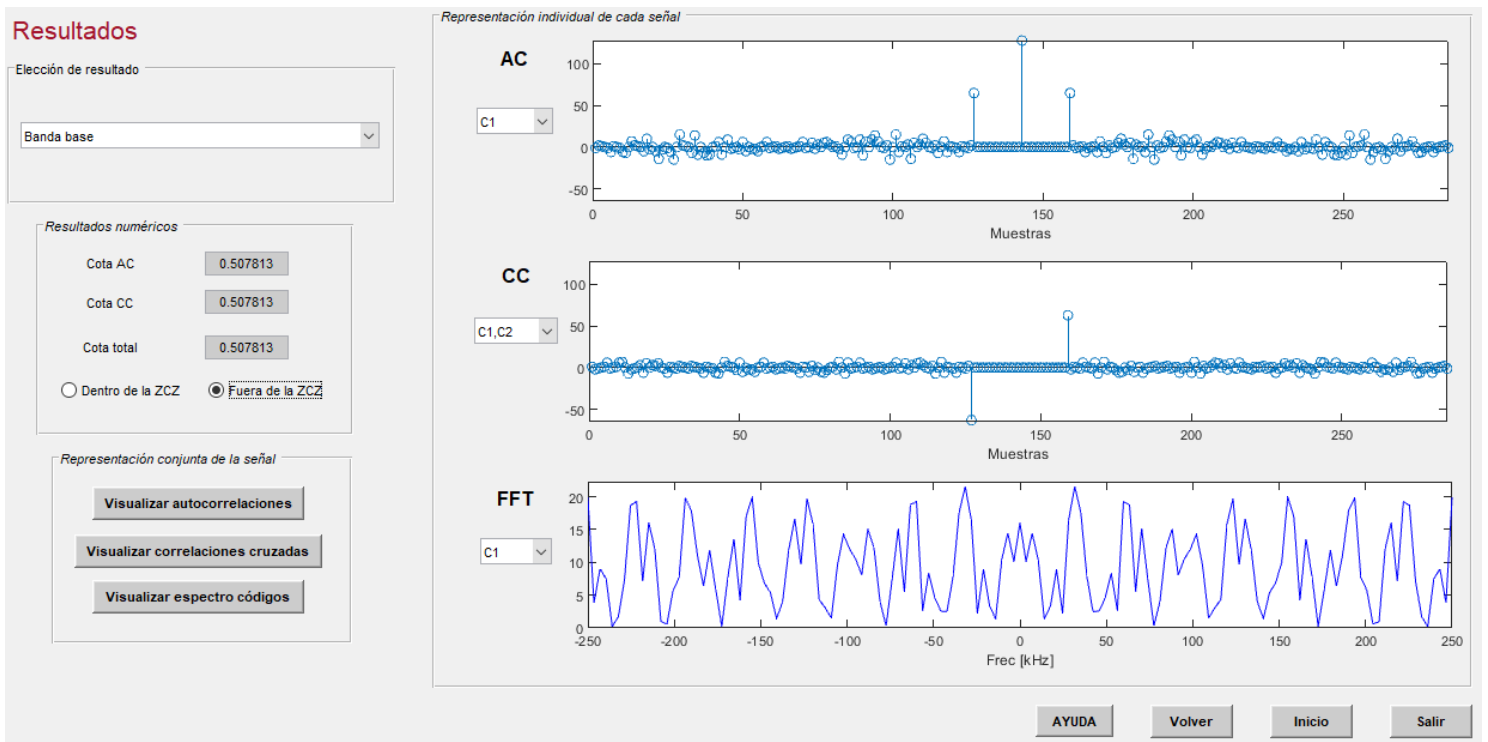 Resultados
Elección de resultado
Banda base
Resultados numéricos
Cota AC
0.507813
Cota CC
0.507813
Cota total
0.507813
Dentro de la ZCZ
Fuera de la ZCZ
Representación conjunta de la señal
Visualizar autocorrelaciones
Visualizar correlaciones cruzadas
Visualizar espectro códigos
Representación individual de cada señal
AC
C1
100
50
0
-50
0 50 100 150 200 250
Muestras
CC
C1,C2
100
50
0
-50
0 50 100 150 200 250
Muestras
FFT
C1
20
15
10
5
0
-250 -200 -150 -100 -50 0 50 100 150 200 250
Frec [kHz]
AYUDA
Volver
Inicio
Salir